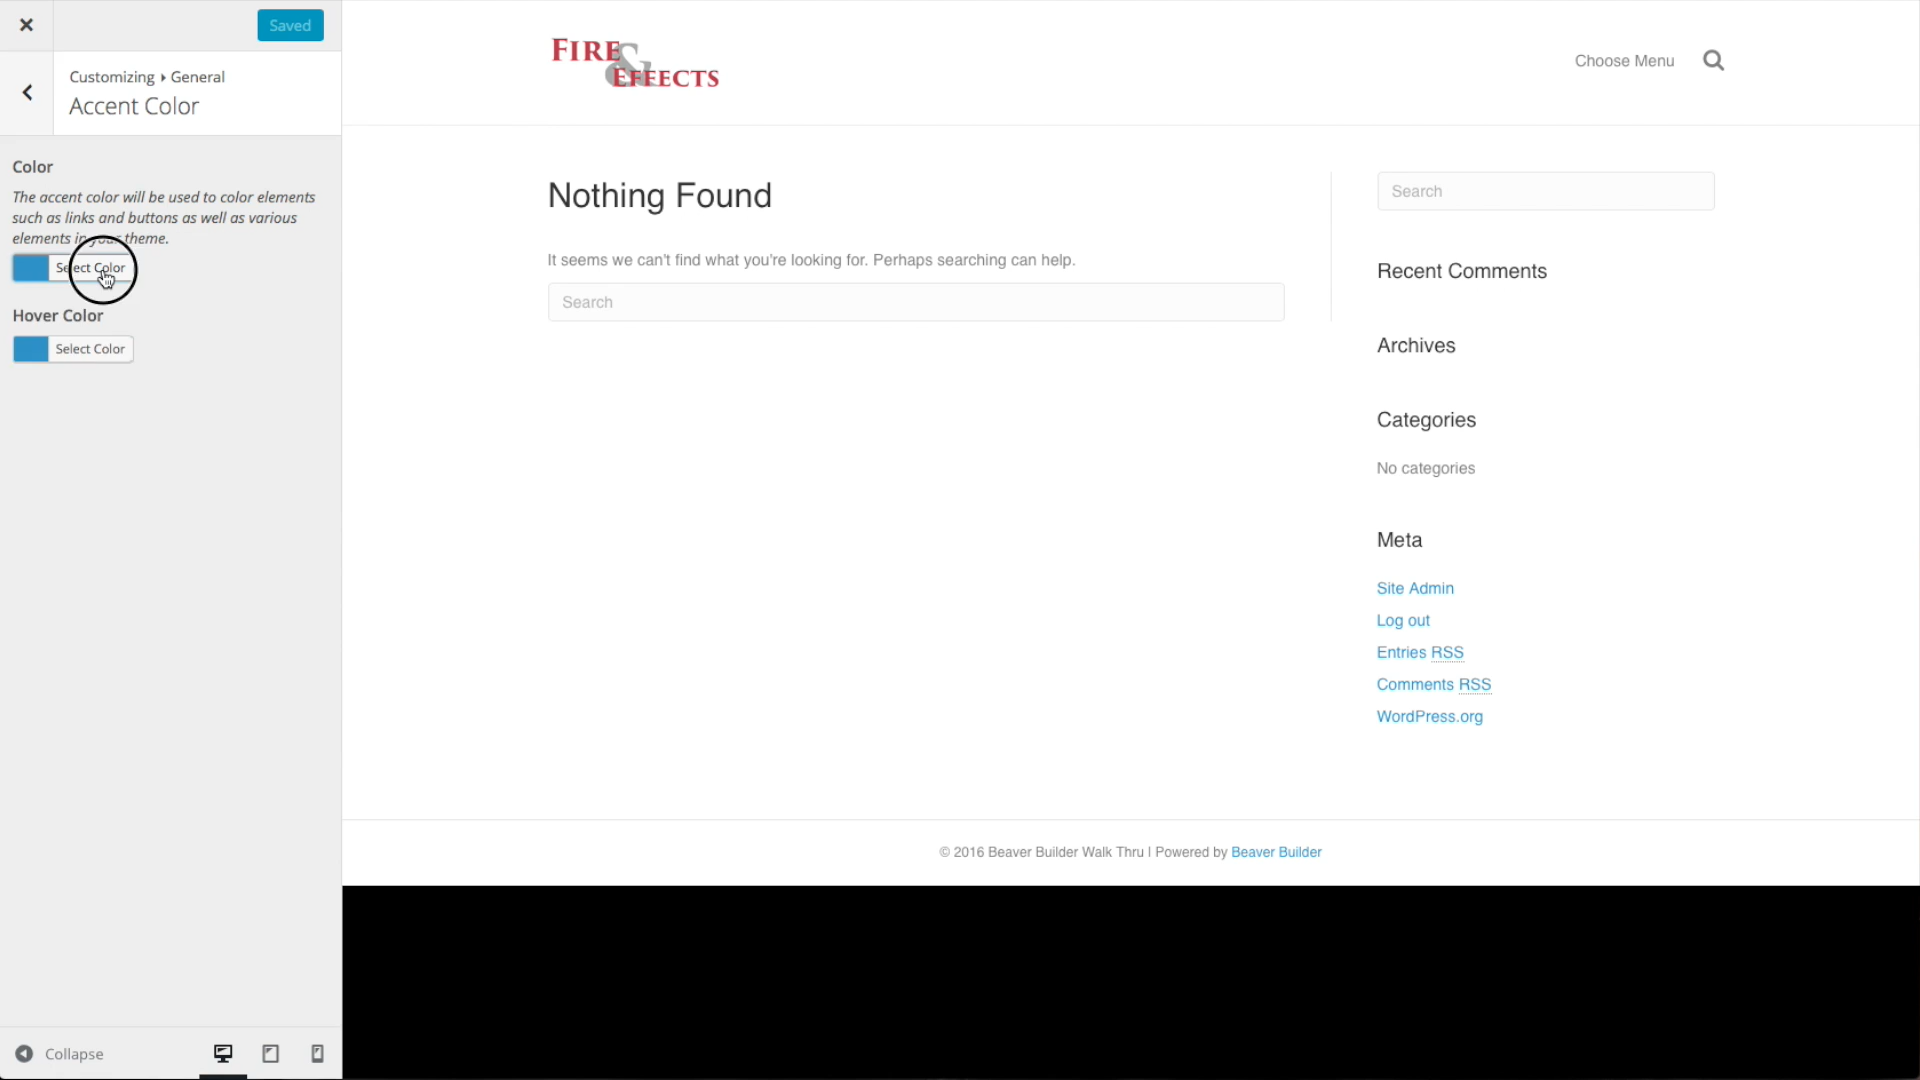 Saved
Customizing ▸ General
Accent Color
Color
The accent color will be used to color elements
such as links and buttons as well as various
elements in your theme.
Select Color
Hover Color
Select Color
Collapse
FIRE
&
EFFECTS
Choose Menu
Nothing Found
It seems we can't find what you're looking for. Perhaps searching can help.
Search
Search
Recent Comments
Archives
Categories
No categories
Meta
Site Admin
Log out
Entries RSS
Comments RSS
WordPress.org
© 2016 Beaver Builder Walk Thru | Powered by Beaver Builder